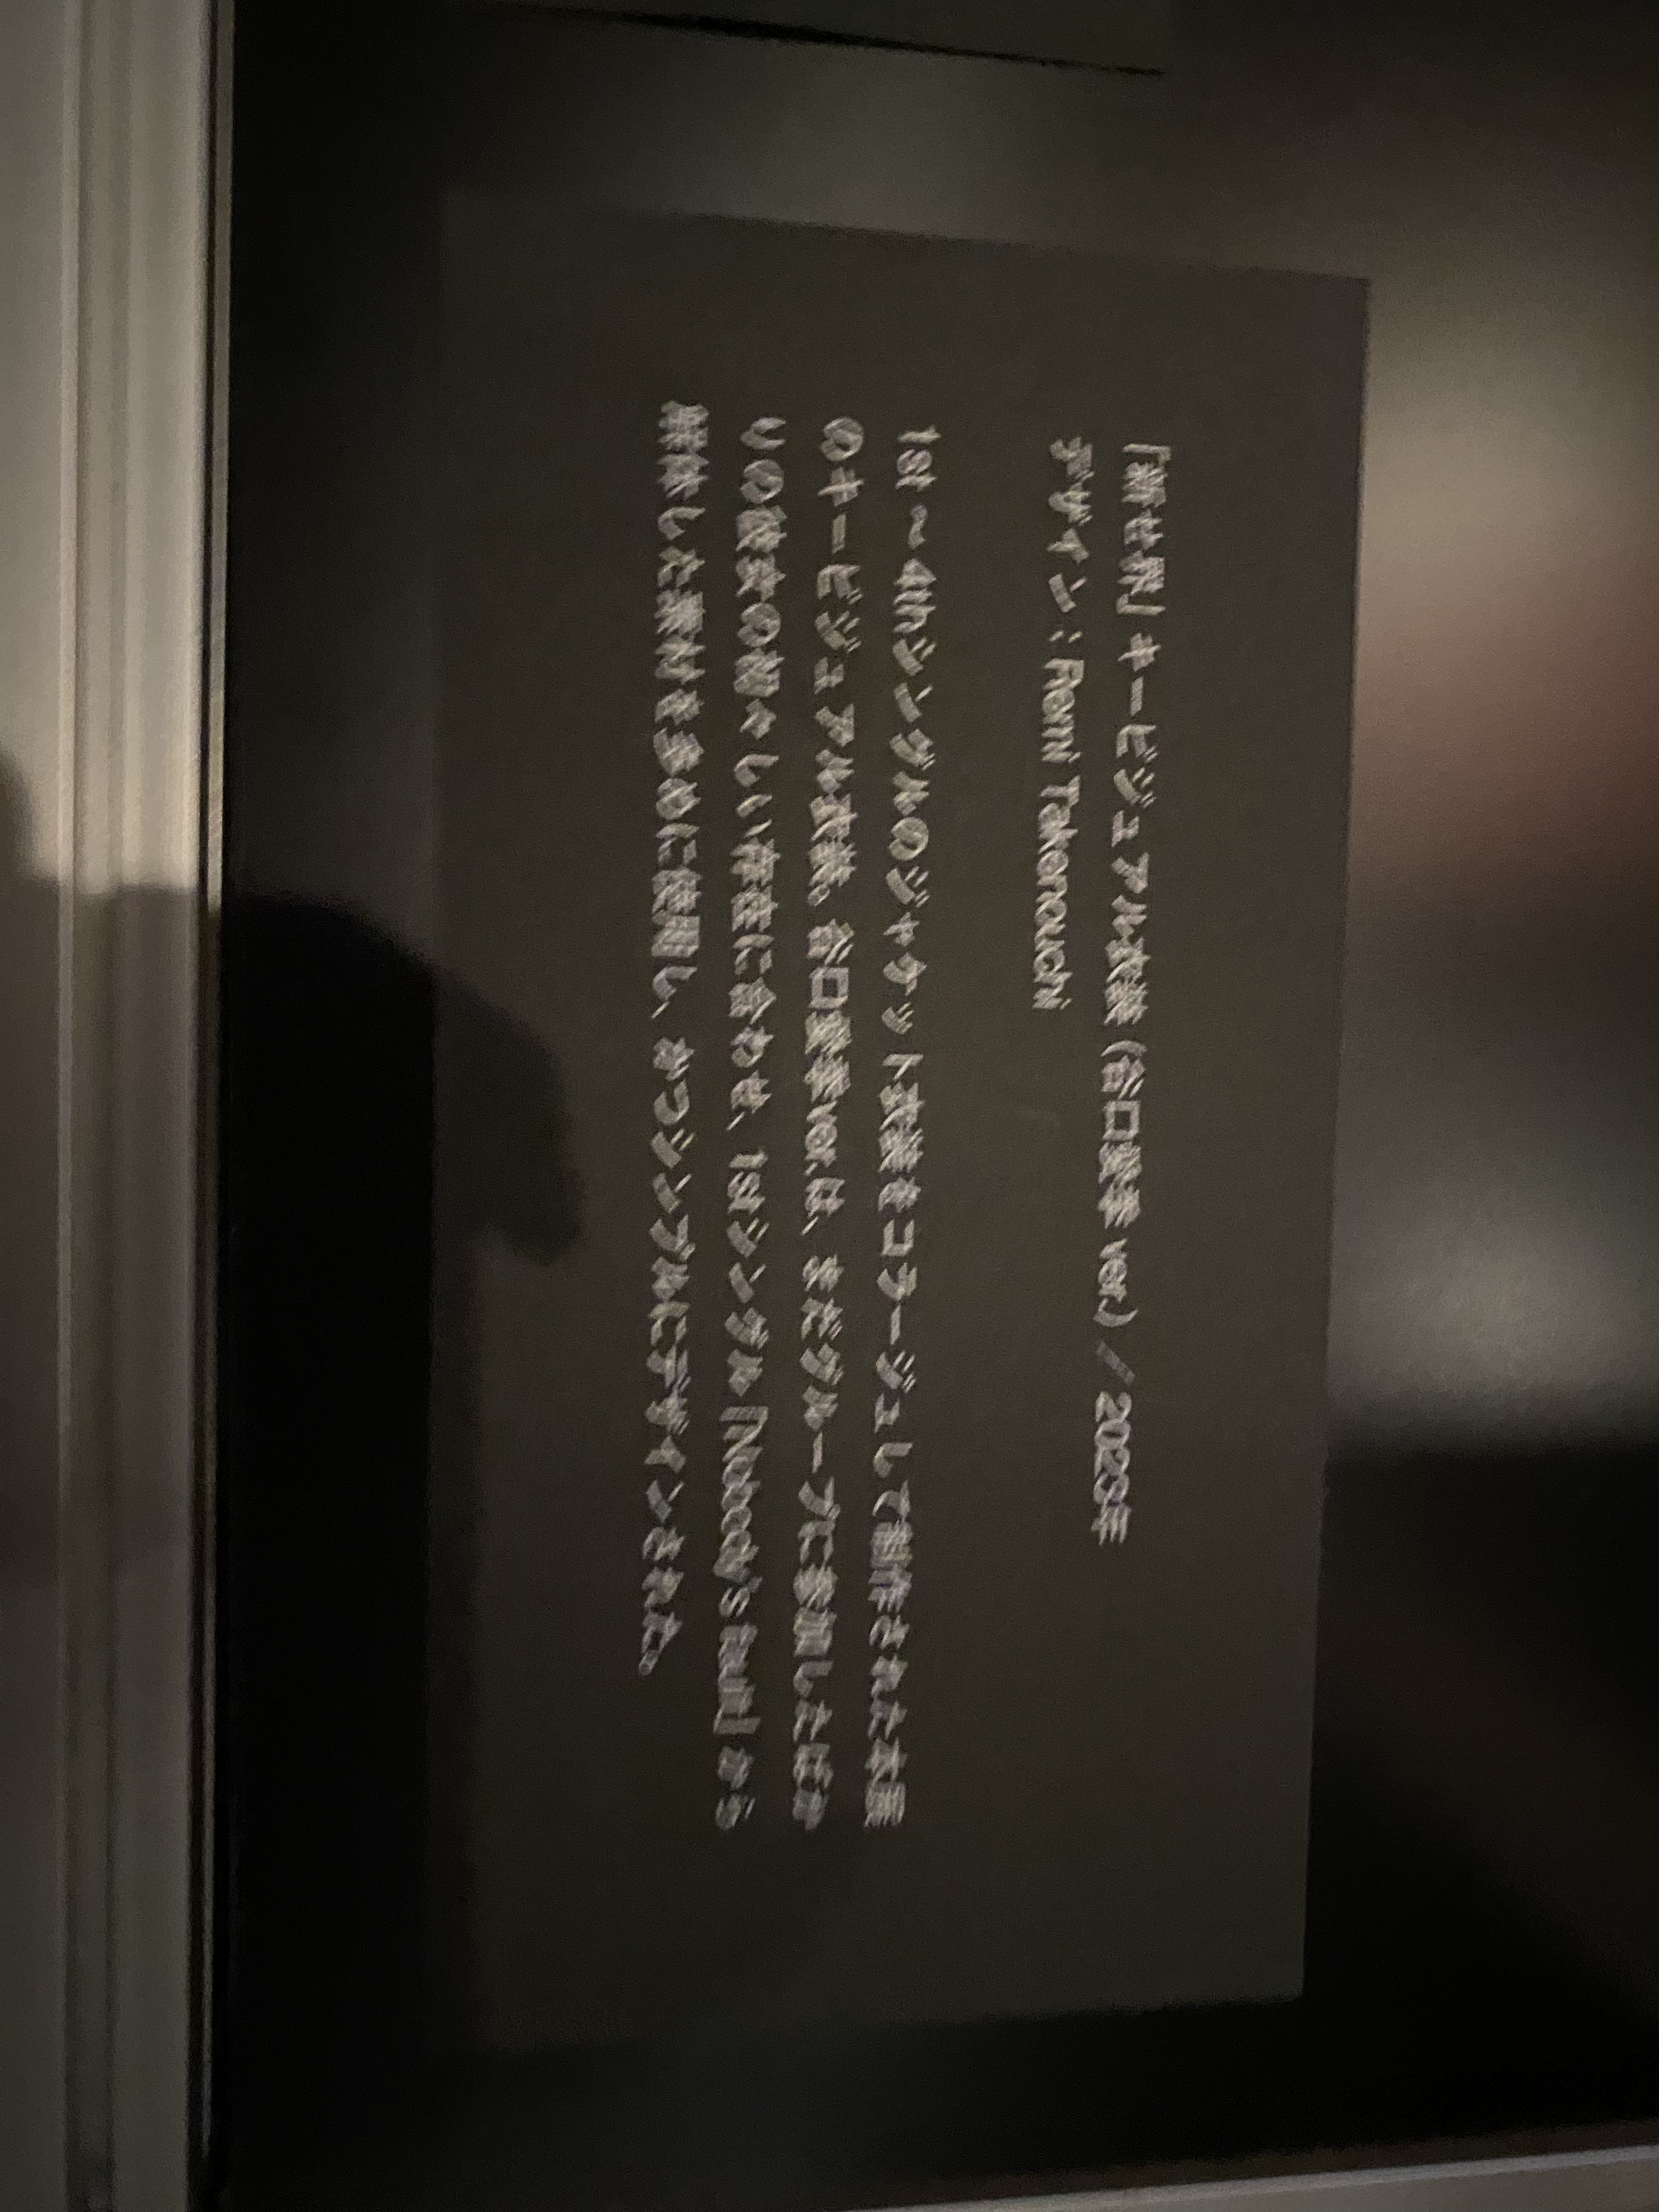 「新せ界」キービジュアル衣装（谷口愛季 ver.）／2023年
デザイン：Remi Takenouchi
1st 〜 4thシングルのジャケット衣装をコラージュして制作された本展
のキービジュアル衣装。谷口愛季ver.は、まだグループに参加したばか
りの彼女の初々しい存在に合わせ、1stシングル「Nobody's fault」から
解体した素材を多めに使用し、かつシンプルにデザインされた。